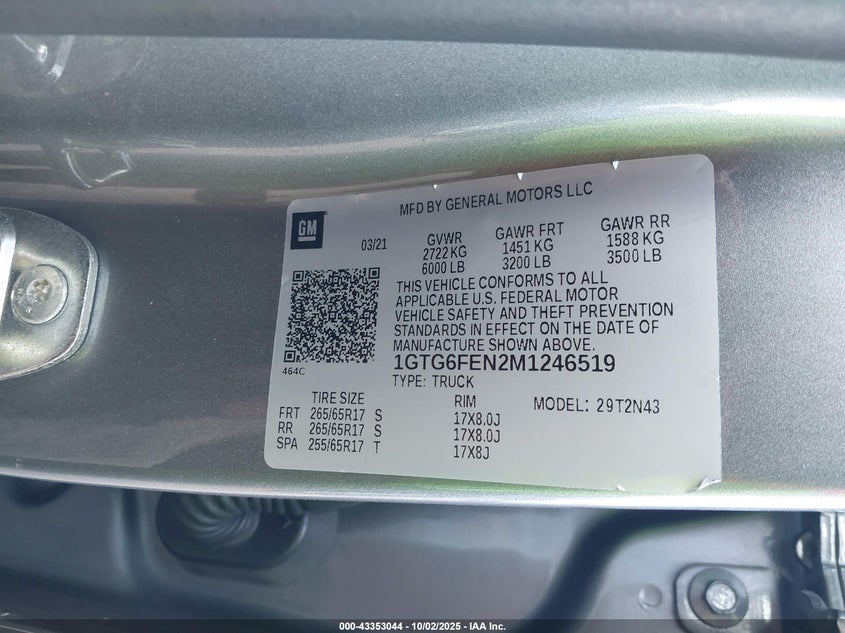 MFD BY GENERAL MOTORS LLC
GM
03/21
GVWR GAWR FRT GAWR RR
2722 KG 1451 KG 1588 KG
6000 LB 3200 LB 3500 LB
THIS VEHICLE CONFORMS TO ALL
APPLICABLE U.S. FEDERAL MOTOR
VEHICLE SAFETY AND THEFT PREVENTION
STANDARDS IN EFFECT ON THE DATE OF
MANUFACTURE SHOWN ABOVE.
464C
1GTG6FEN2M1246519
TYPE: TRUCK
TIRE SIZE RIM MODEL: 29T2N43
FRT 265/65R17 S 17X8.0J
RR 265/65R17 S 17X8.0J
SPA 255/65R17 T 17X8J
000-43353044 - 10/02/2025 - IAA Inc.